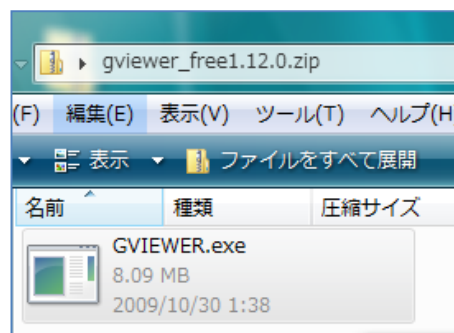 gviewer_free1.12.0.zip
(F) 編集(E) 表示(V) ツール(T) ヘルプ(H
表示 ファイルをすべて展開
名前 種類 圧縮サイズ
GVIEWER.exe
8.09 MB
2009/10/30 1:38